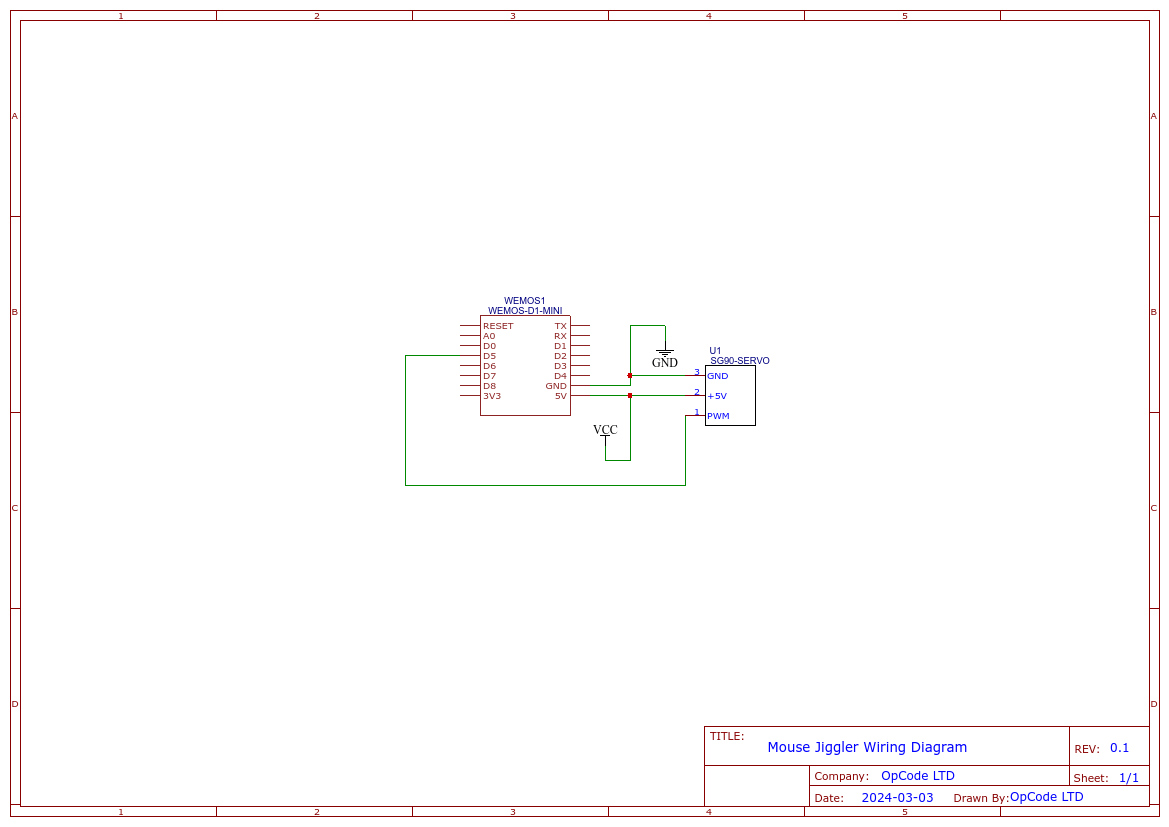 1 2 3 4 5
A A
WEMOS1
WEMOS-D1-MINI
B B
RESET TX
A0 RX
D0 D1
D5 D2
D6 D3
D7 D4
D8 GND
3V3 5V
GND
VCC
U1
SG90-SERVO
3 GND
2 +5V
1 PWM
C C
D D
TITLE:
Mouse Jiggler Wiring Diagram
REV: 0.1
Company: OpCode LTD
Sheet: 1/1
Date: 2024-03-03 Drawn By: OpCode LTD
1 2 3 4 5